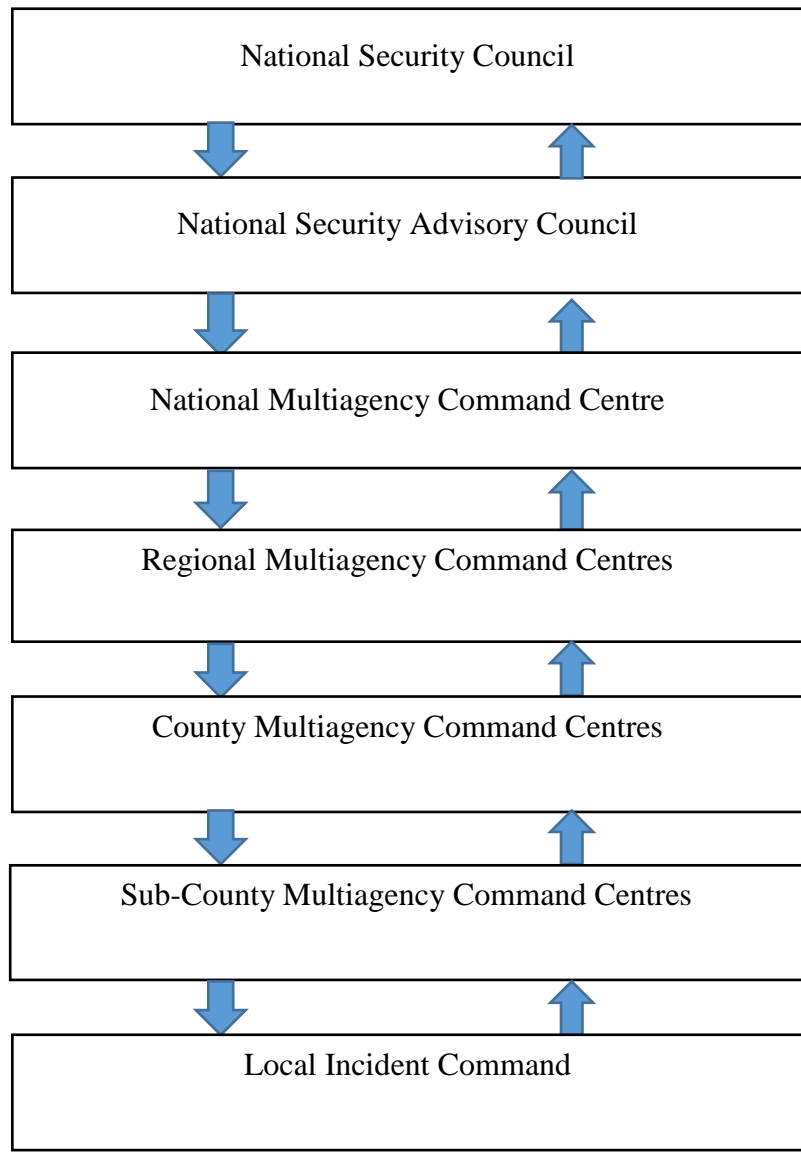 National Security Council
National Security Advisory Council
National Multiagency Command Centre
Regional Multiagency Command Centres
County Multiagency Command Centres
Sub-County Multiagency Command Centres
Local Incident Command